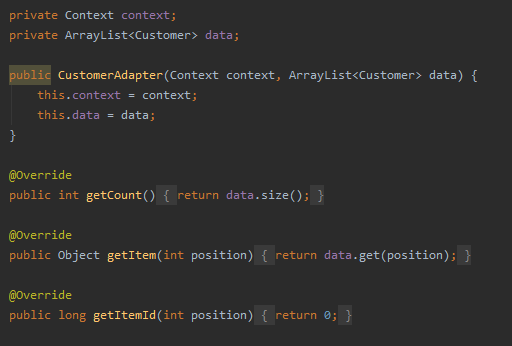 private Context context;
private ArrayList<Customer> data;
public CustomerAdapter(Context context, ArrayList<Customer> data) {
this.context = context;
this.data = data;
}
@Override
public int getCount() { return data.size(); }
@Override
public Object getItem(int position) { return data.get(position); }
@Override
public long getItemId(int position) { return 0; }